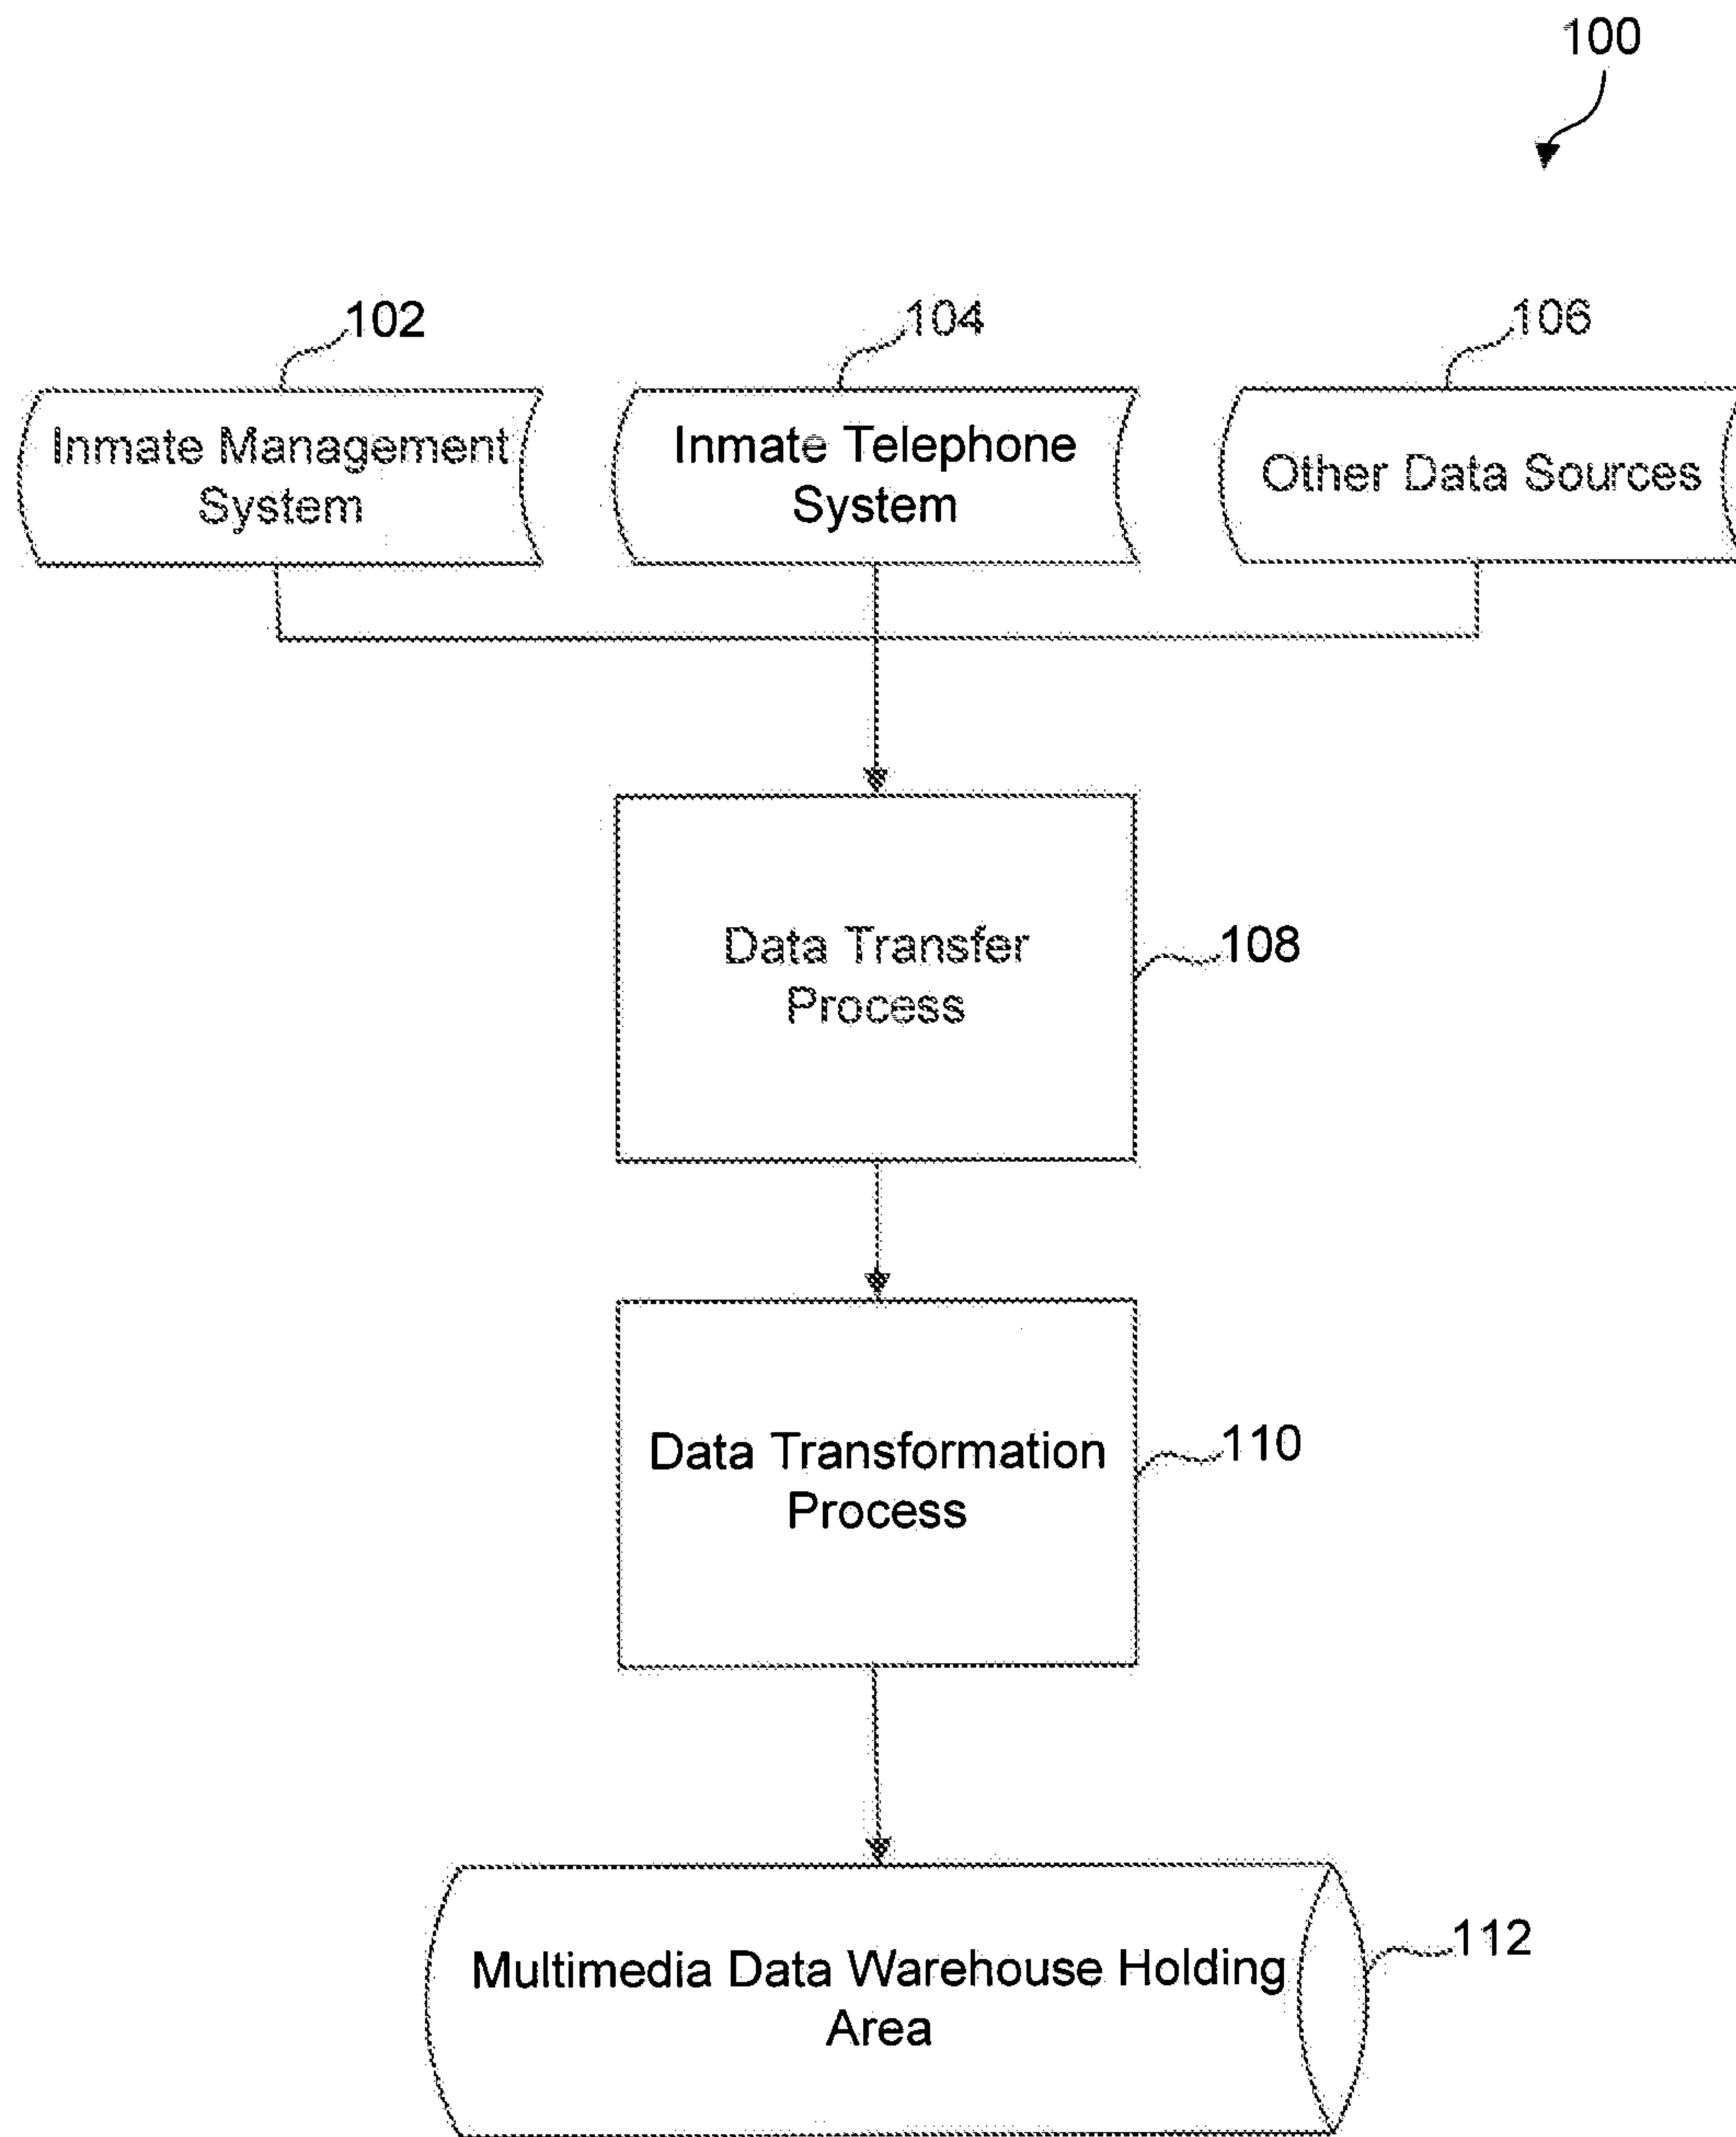 100
102
104
106
Inmate Management
System
Inmate Telephone
System
Other Data Sources
Data Transfer
Process
108
Data Transformation
Process
110
Multimedia Data Warehouse Holding
Area
112